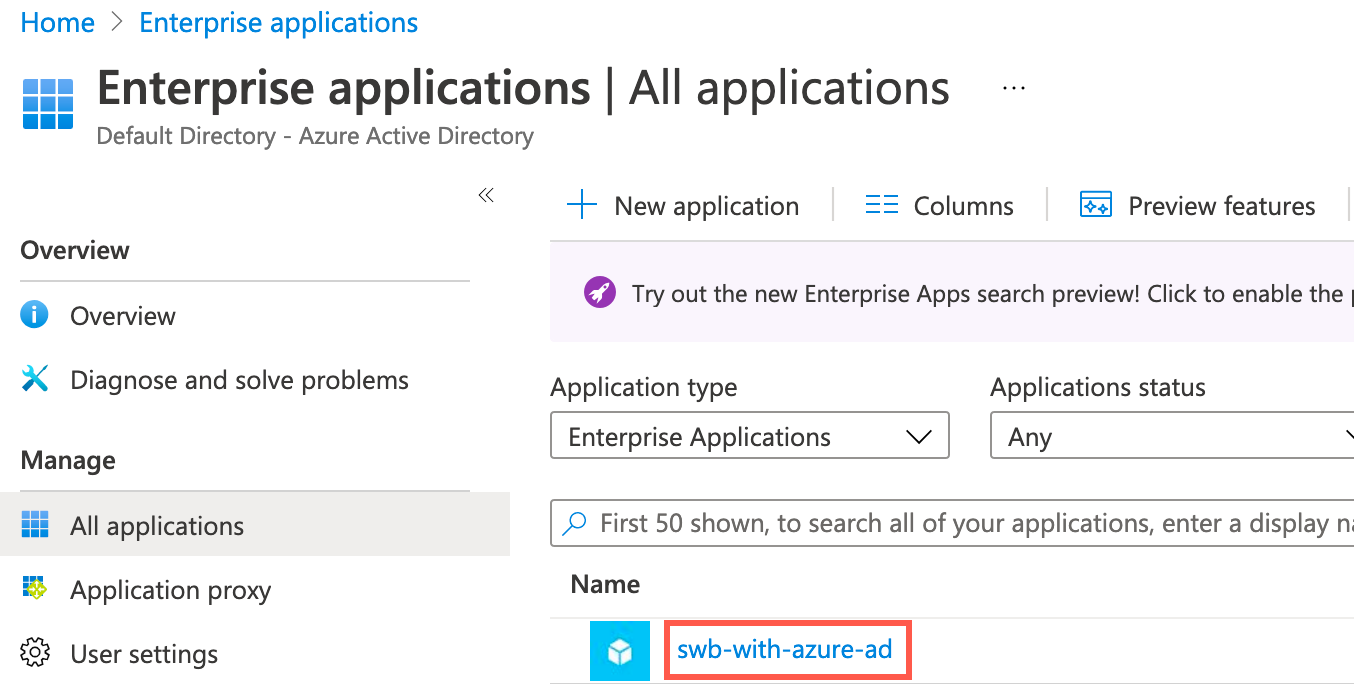 Home > Enterprise applications
Enterprise applications | All applications ...
Default Directory - Azure Active Directory
«
New application
Columns
Preview features
Overview
Try out the new Enterprise Apps search preview! Click to enable the
Overview
Diagnose and solve problems
Application type
Applications status
Enterprise Applications
Any
Manage
All applications
First 50 shown, to search all of your applications, enter a display
Name
Application proxy
User settings
swb-with-azure-ad